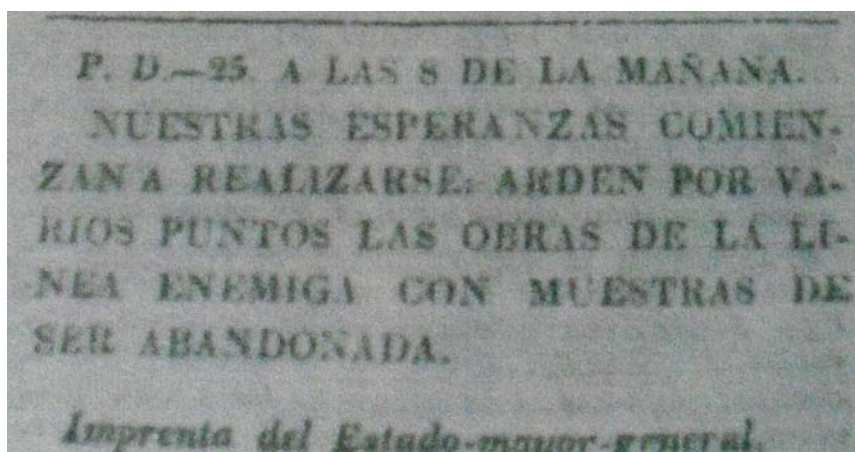 P. D.—25. A LAS 8 DE LA MAÑANA.
NUESTRAS ESPERANZAS COMIEN-
ZAN A REALIZARSE: ARDEN POR VA-
RIOS PUNTOS LAS OBRAS DE LA LI-
NEA ENEMIGA CON MUESTRAS DE
SER ABANDONADA.
Imprenta del Estado-mayor-general.